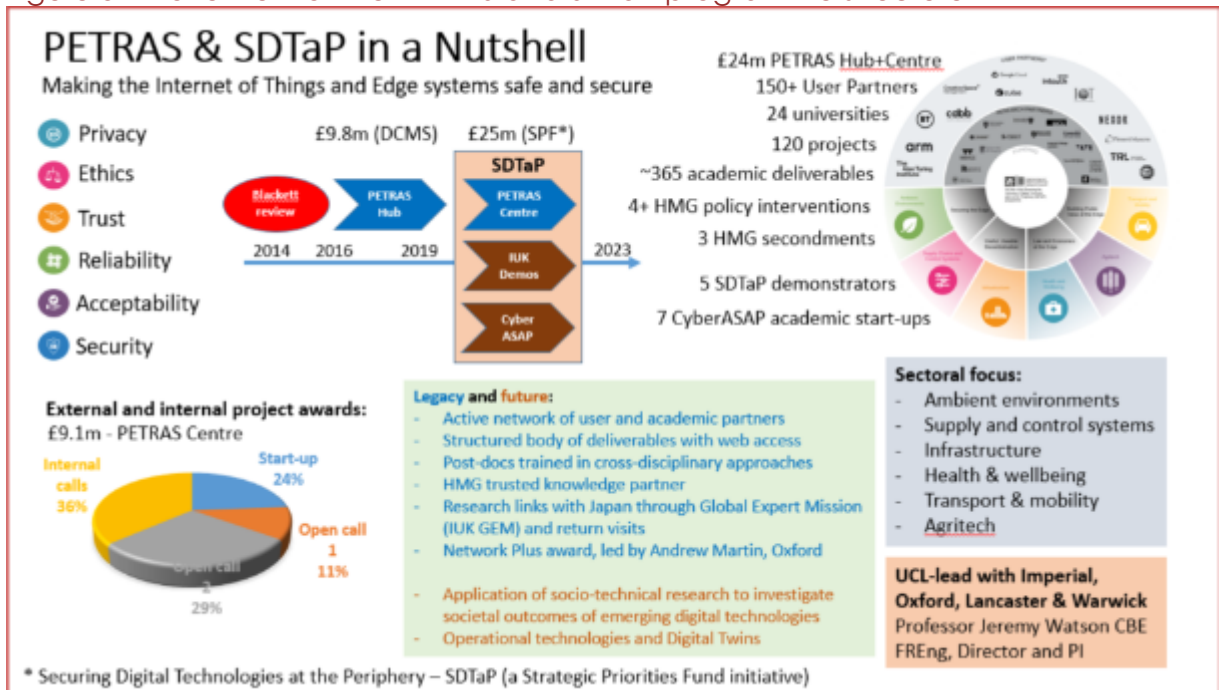 PETRAS & SDTaP in a Nutshell
Making the Internet of Things and Edge systems safe and secure
Privacy
Ethics
Trust
Reliability
Acceptability
Security
£9.8m (DCMS)
£25m (SPF*)
SDTaP
Blackett
review
PETRAS
Hub
PETRAS
Centre
IUK
Demos
Cyber
ASAP
2014
2016
2019
2023
£24m PETRAS Hub+Centre
150+ User Partners
24 universities
120 projects
~365 academic deliverables
4+ HMG policy interventions
3 HMG secondments
5 SDTaP demonstrators
7 CyberASAP academic start-ups
BT
arm
The
Alan Turing
Institute
NEXOR
TRL
External and internal project awards:
£9.1m - PETRAS Centre
Internal
calls
36%
Start-up
24%
Open call
1
11%
Open call
2
29%
Legacy and future:
- Active network of user and academic partners
- Structured body of deliverables with web access
- Post-docs trained in cross-disciplinary approaches
- HMG trusted knowledge partner
- Research links with Japan through Global Expert Mission
(IUK GEM) and return visits
- Network Plus award, led by Andrew Martin, Oxford
- Application of socio-technical research to investigate
societal outcomes of emerging digital technologies
- Operational technologies and Digital Twins
Sectoral focus:
- Ambient environments
- Supply and control systems
- Infrastructure
- Health & wellbeing
- Transport & mobility
- Agritech
UCL-lead with Imperial,
Oxford, Lancaster & Warwick
Professor Jeremy Watson CBE
FREng, Director and PI
* Securing Digital Technologies at the Periphery – SDTaP (a Strategic Priorities Fund initiative)